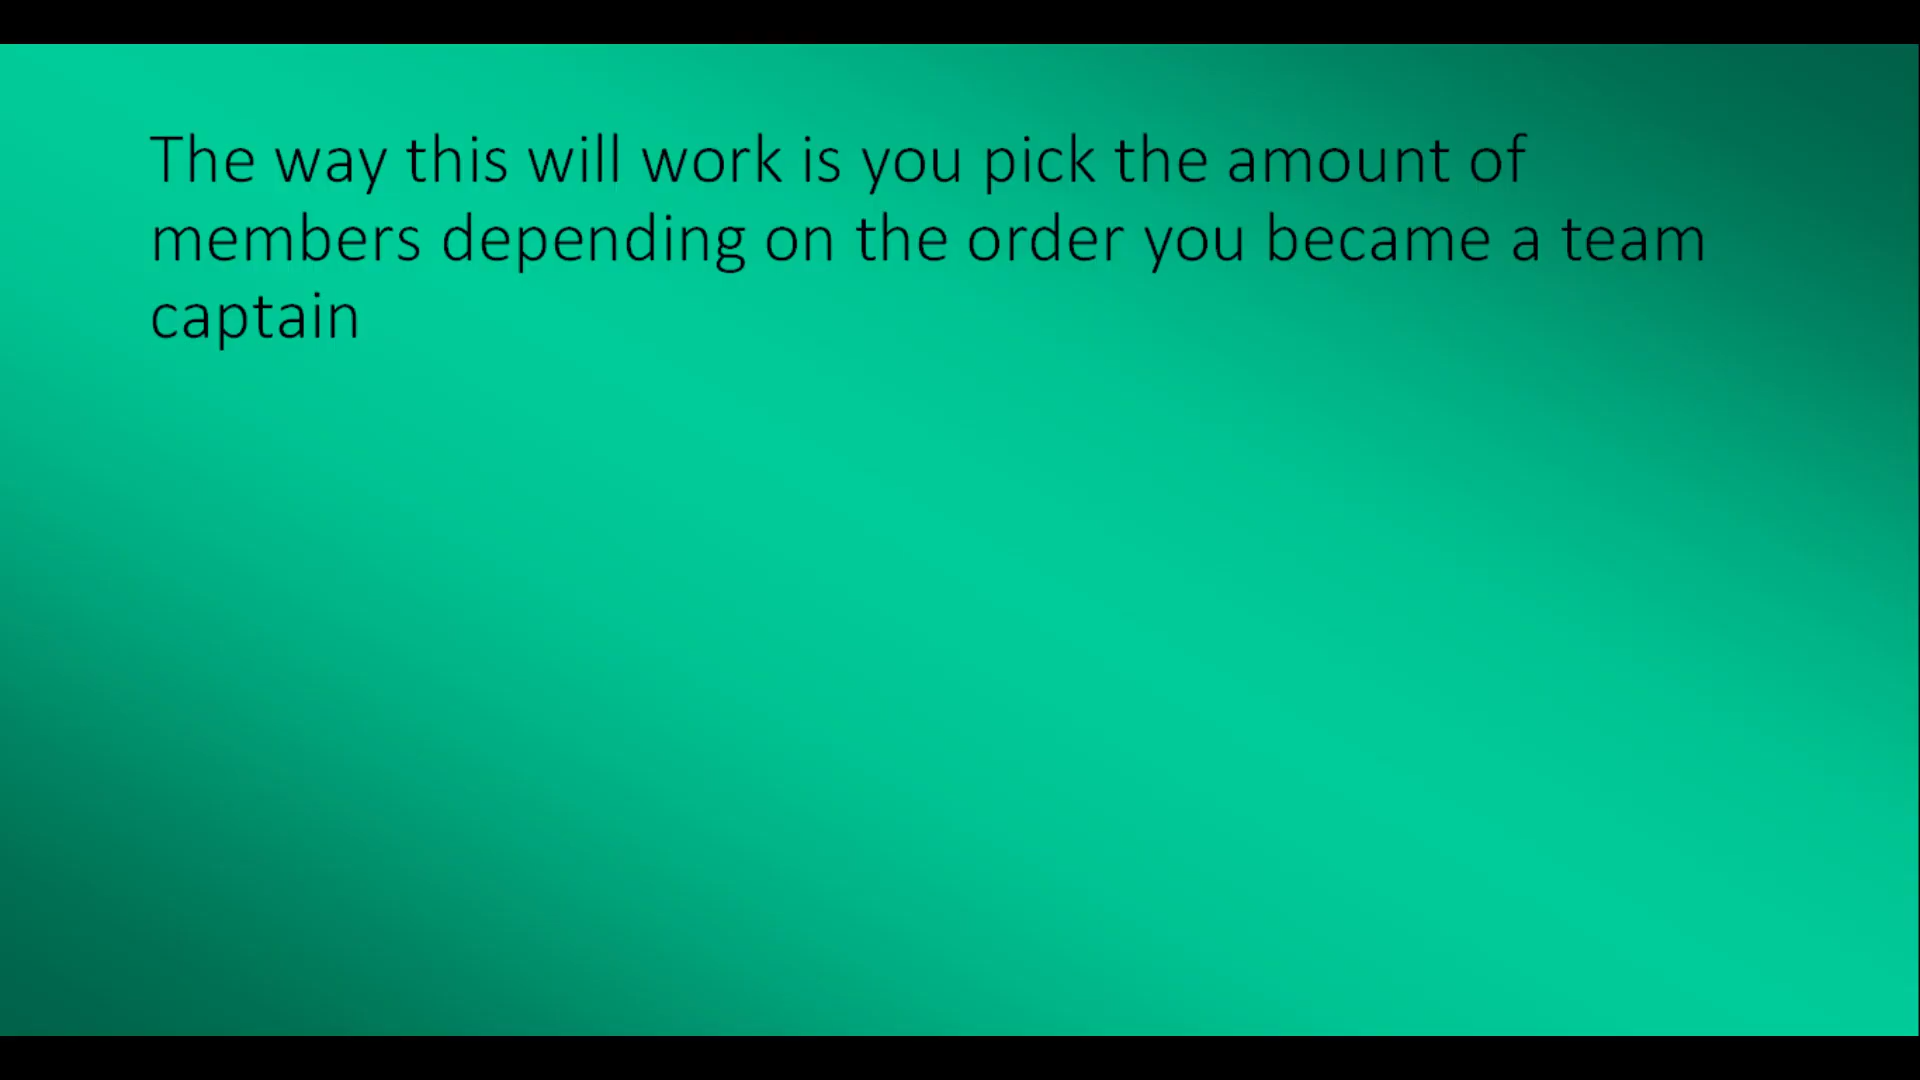 The way this will work is you pick the amount of
members depending on the order you became a team
captain